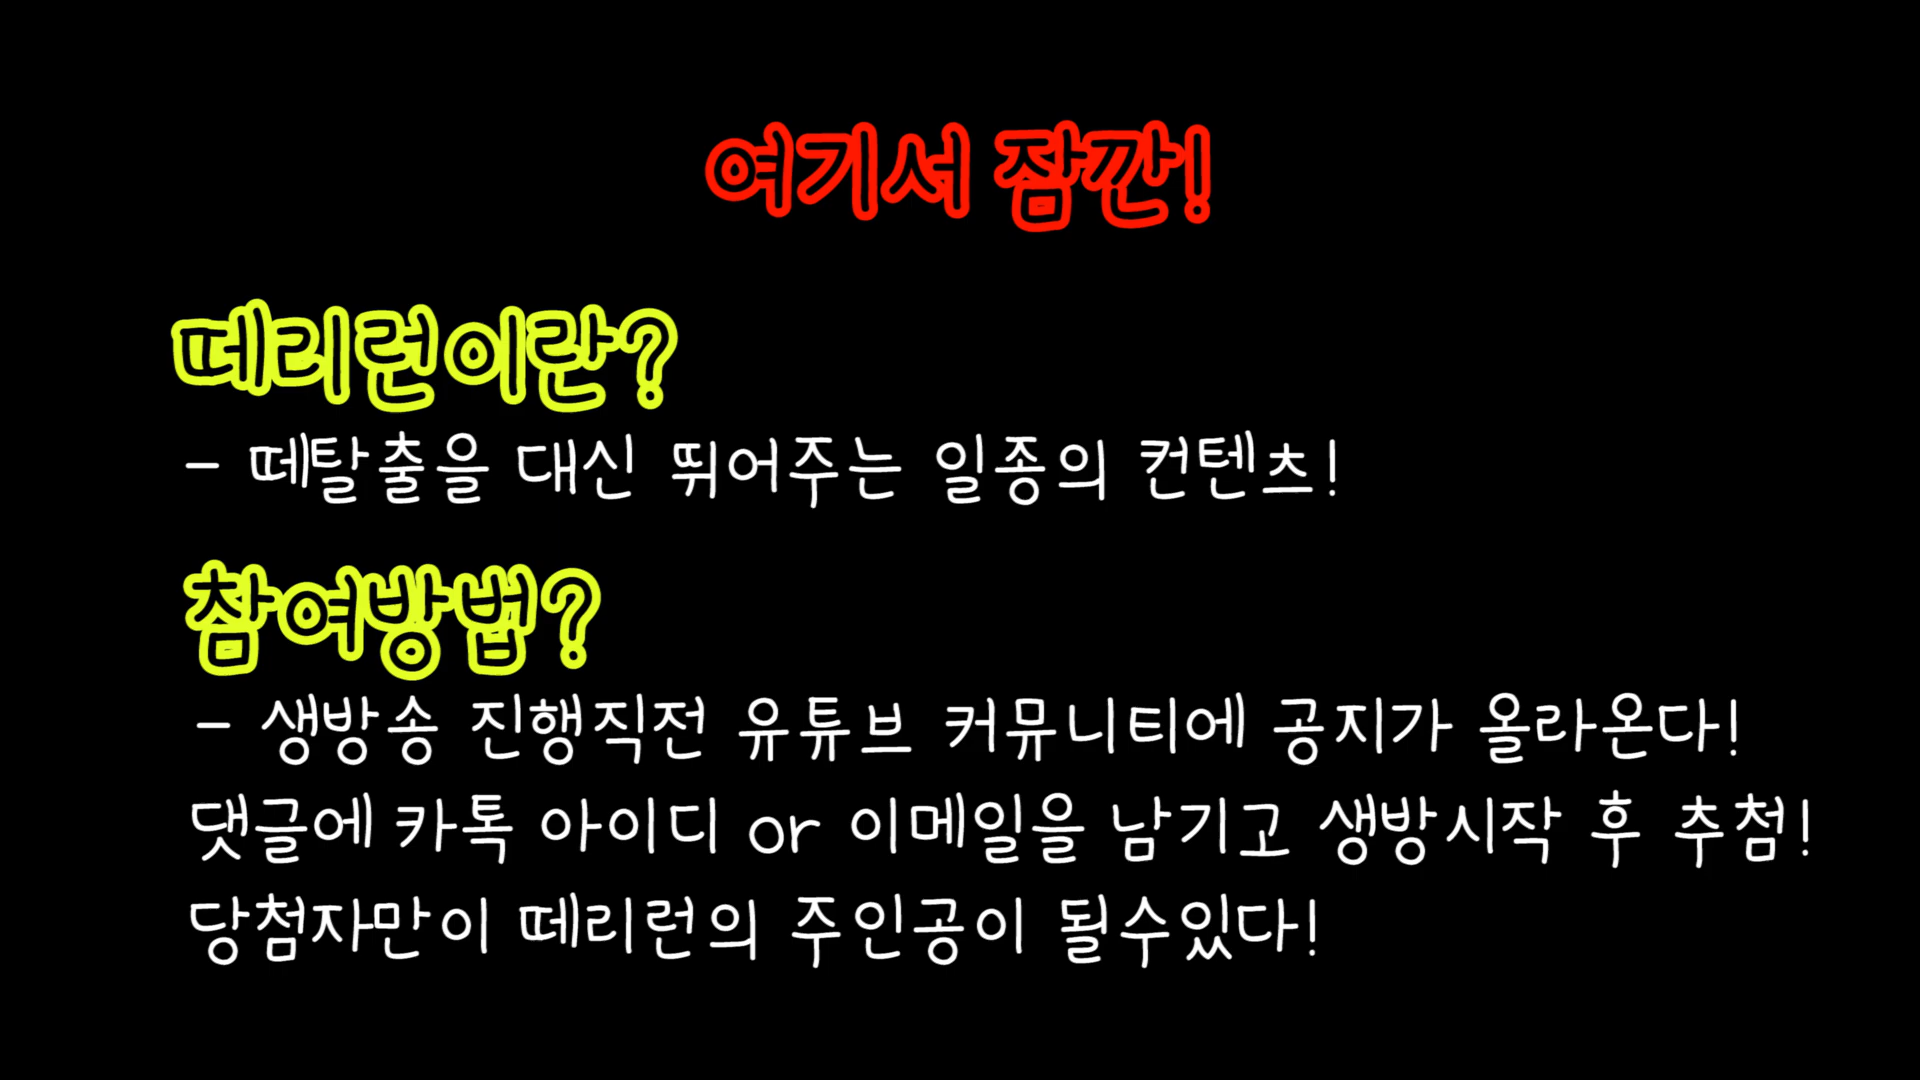 여기서 잠깐!
떼리런이란?
- 떼탈출을 대신 뛰어주는 일종의 컨텐츠!
참여방법?
- 생방송 진행직전 유튜브 커뮤니티에 공지가 올라온다!
댓글에 카톡 아이디 or 이메일을 남기고 생방시작 후 추첨!
당첨자만이 떼리런의 주인공이 될수있다!